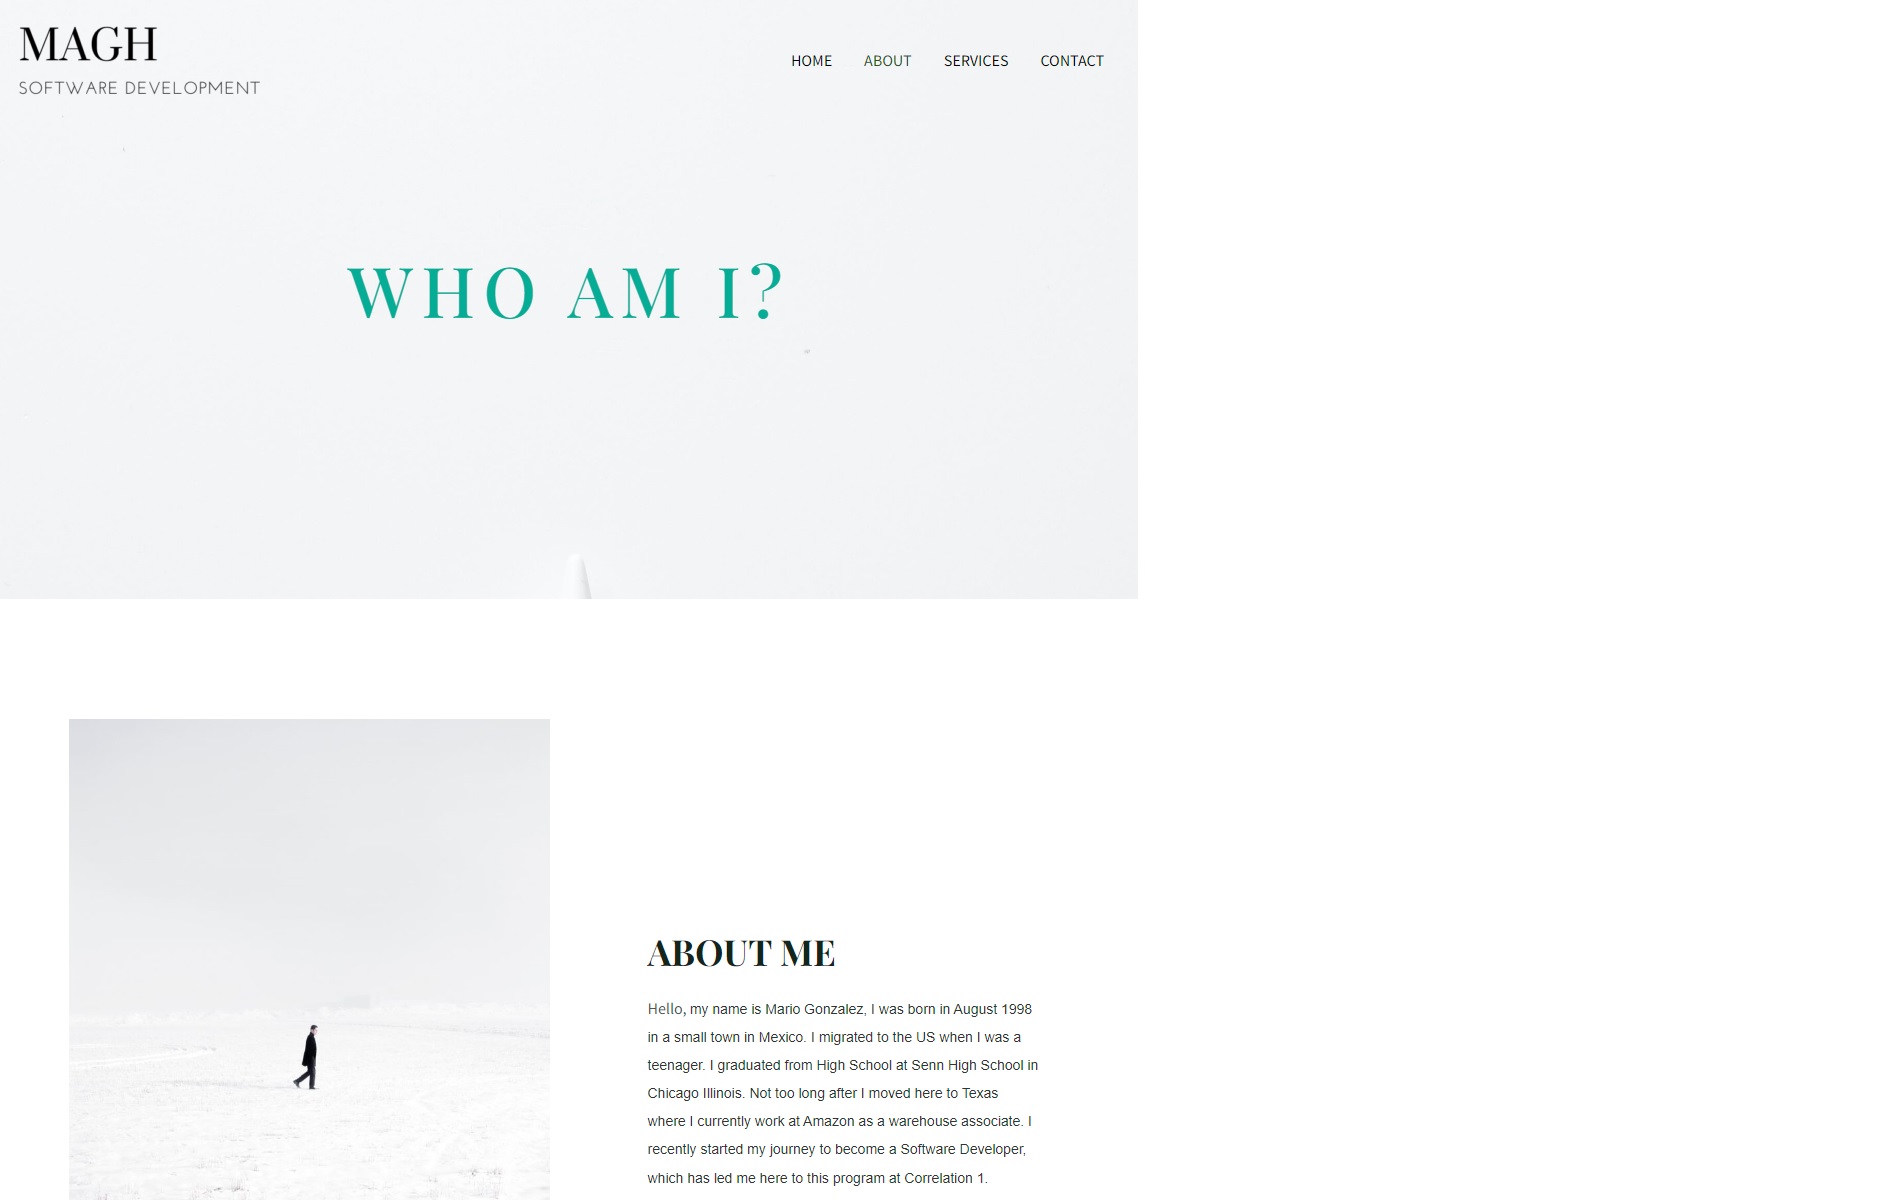 MAGH
SOFTWARE DEVELOPMENT
HOME ABOUT SERVICES CONTACT
WHO AM I?
ABOUT ME
Hello, my name is Mario Gonzalez, I was born in August 1998
in a small town in Mexico. I migrated to the US when I was a
teenager. I graduated from High School at Senn High School in
Chicago Illinois. Not too long after I moved here to Texas
where I currently work at Amazon as a warehouse associate. I
recently started my journey to become a Software Developer,
which has led me here to this program at Correlation 1.